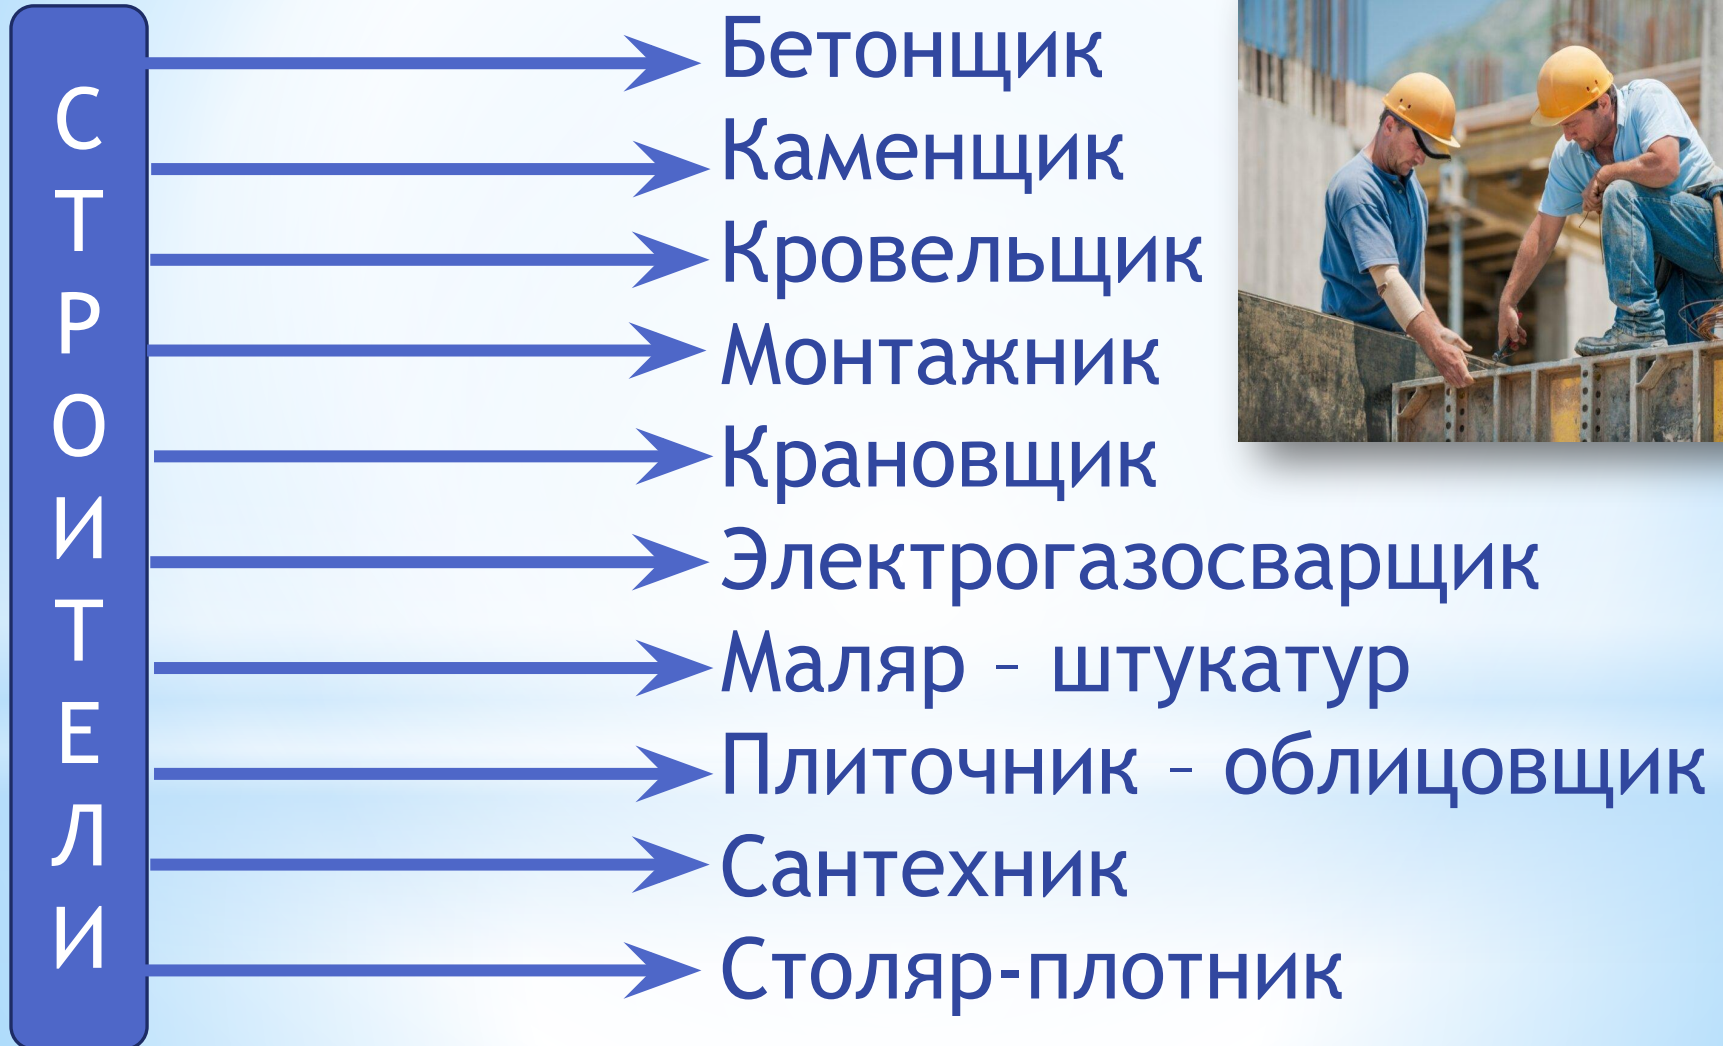 СТРОИТЕЛИ
Бетонщик
Каменщик
Кровельщик
Монтажник
Крановщик
Электрогазосварщик
Маляр – штукатур
Плиточник – облицовщик
Сантехник
Столяр-плотник